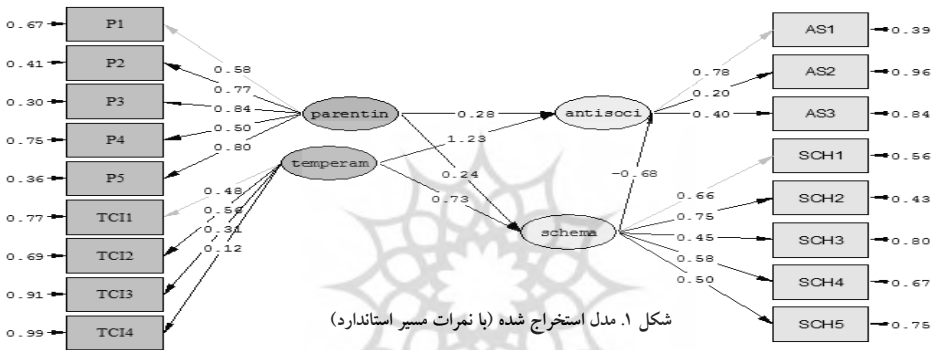 0.67 P1
0.41 P2
0.30 P3
0.75 P4
0.36 P5
0.77 TCI1
0.69 TCI2
0.91 TCI3
0.99 TCI4
0.58
0.77
0.84
0.50
0.80
0.48
0.56
0.31
0.12
parentin
temperam
0.28
1.23
0.24
0.73
antisoci
-0.68
schema
0.78
0.20
0.40
0.66
0.75
0.45
0.58
0.50
AS1 0.39
AS2 0.96
AS3 0.84
SCH1 0.56
SCH2 0.43
SCH3 0.80
SCH4 0.67
SCH5 0.75
شکل ۱. مدل استخراج شده (با نمرات مسیر استاندارد)